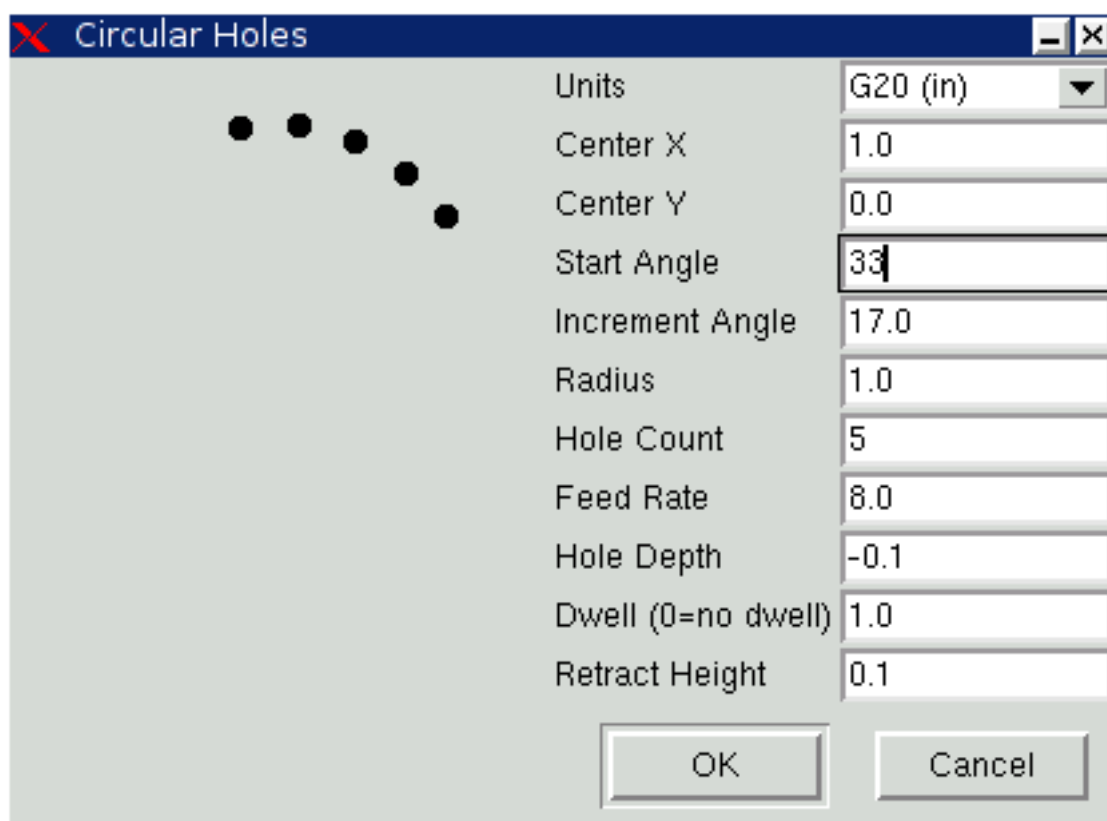 Circular Holes
Units G20 (in)
Center X 1.0
Center Y 0.0
Start Angle 33
Increment Angle 17.0
Radius 1.0
Hole Count 5
Feed Rate 8.0
Hole Depth -0.1
Dwell (0=no dwell) 1.0
Retract Height 0.1
OK Cancel